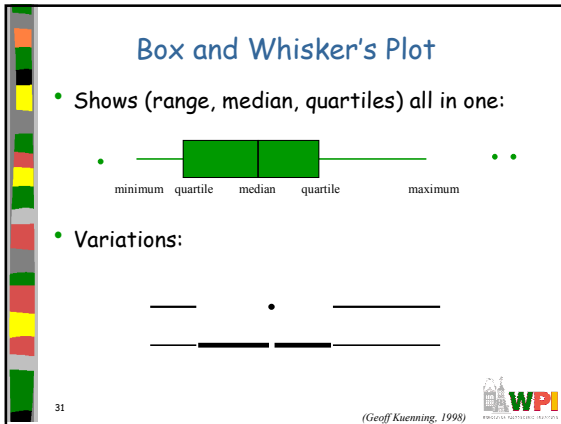 Box and Whisker's Plot
• Shows (range, median, quartiles) all in one:
minimum quartile median quartile maximum
• Variations:
31
(Geoff Kuenning, 1998)
WPI